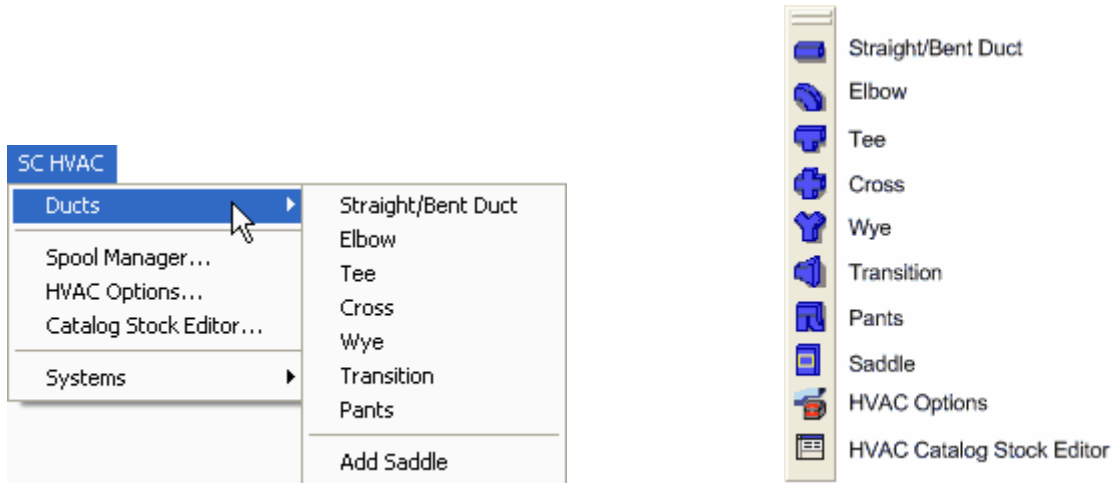 SC HVAC
Ducts
Spool Manager...
HVAC Options...
Catalog Stock Editor...
Systems
Straight/Bent Duct
Elbow
Tee
Cross
Wye
Transition
Pants
Add Saddle
Straight/Bent Duct
Elbow
Tee
Cross
Wye
Transition
Pants
Saddle
HVAC Options
HVAC Catalog Stock Editor